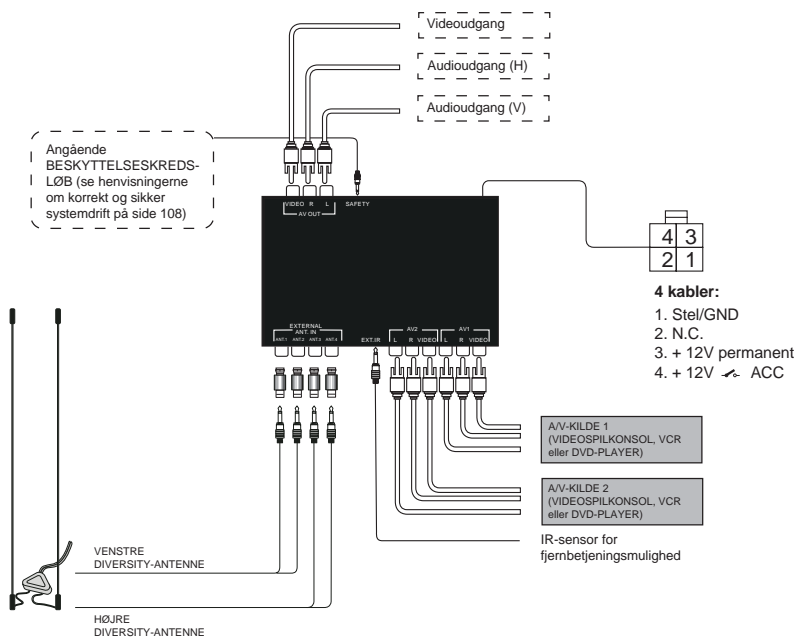 Videoudgang
Audioudgang (H)
Audioudgang (V)
Angående
BESKYTTELSESKREDS-
LØB (se henvisningerne
om korrekt og sikker
systemdrift på side 108)
VIDEO R L SAFETY
AV OUT
4 3
2 1
4 kabler:
1. Stel/GND
2. N.C.
3. + 12V permanent
4. + 12V ACC
EXTERNAL
ANT. IN
ANT.1 ANT.2 ANT.3 ANT.4
EXT.IR
AV2 AV1
L R VIDEO L R VIDEO
A/V-KILDE 1
(VIDEOSPILKONSOL, VCR
eller DVD-PLAYER)
A/V-KILDE 2
(VIDEOSPILKONSOL, VCR
eller DVD-PLAYER)
IR-sensor for
fjernbetjeningsmulighed
VENSTRE
DIVERSITY-ANTENNE
HØJRE
DIVERSITY-ANTENNE